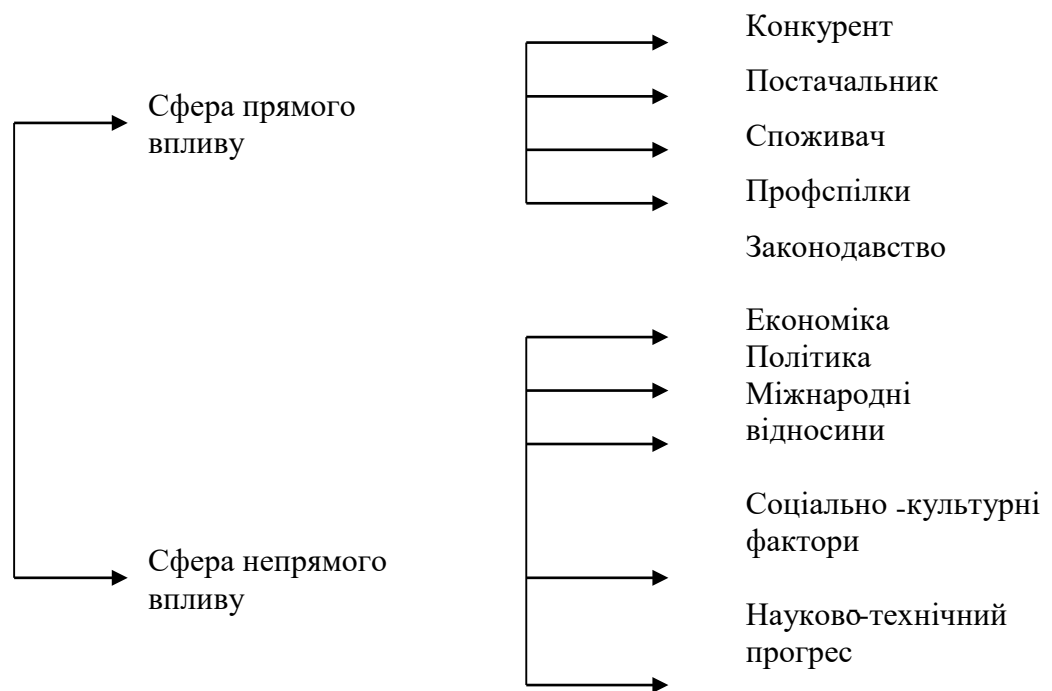 Конкурент
Постачальник
Споживач
Профспілки
Законодавство
Сфера прямого
впливу
Економіка
Політика
Міжнародні
відносини
Соціально -культурні
фактори
Науково-технічний
прогрес
Сфера непрямого
впливу